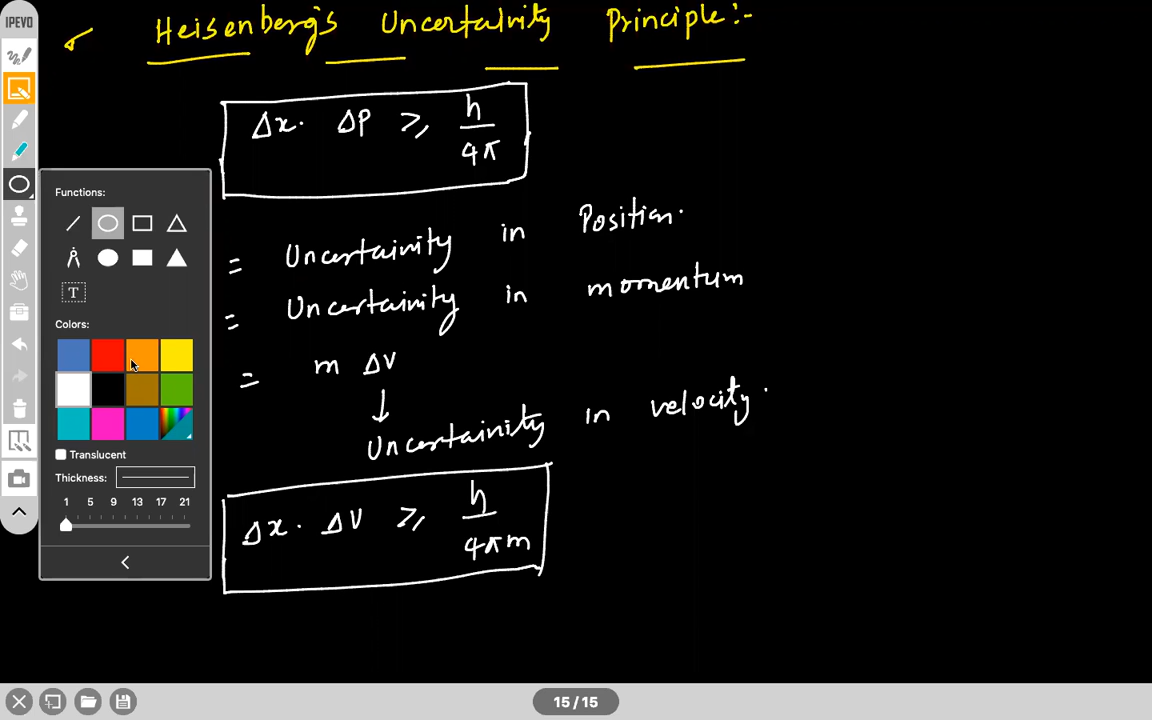 IPEVO
Heisenberg's Uncertainity Principle:-
Δx. ΔP ≥ h/4π
Functions:
= Uncertainity in Position.
= Uncertainity in momentum
T
Colors:
= m ΔV
↓
Uncertainity in velocity.
Translucent
Thickness:
1 5 9 13 17 21
Δx. ΔV ≥ h/4πm
15 / 15